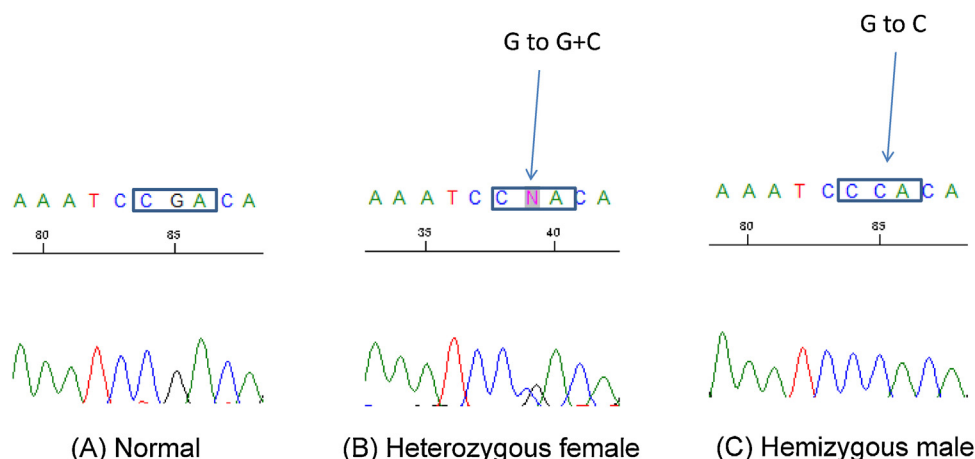 G to G+C
G to C
A A A T C C G A C A
A A A T C C N A C A
A A A T C C C A C A
80 85
35 40
80 85
(A) Normal
(B) Heterozygous female
(C) Hemizygous male